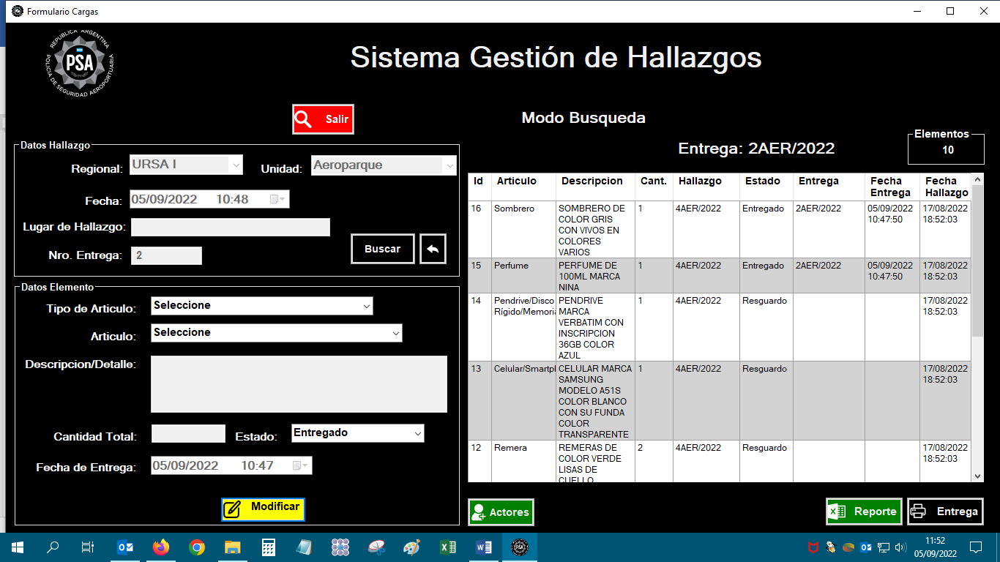 Formulario Cargas
REPUBLICA ARGENTINA
PSA
POLICIA DE SEGURIDAD AEROPORTUARIA
Sistema Gestión de Hallazgos
Salir
Modo Busqueda
Entrega: 2AER/2022
Elementos
10
Datos Hallazgo
Regional: URSA I Unidad: Aeroparque
Fecha: 05/09/2022 10:48
Lugar de Hallazgo:
Nro. Entrega: 2
Buscar
Datos Elemento
Tipo de Articulo: Seleccione
Articulo: Seleccione
Descripcion/Detalle:
Cantidad Total: Estado: Entregado
Fecha de Entrega: 05/09/2022 10:47
Modificar
Id Articulo Descripcion Cant. Hallazgo Estado Entrega Fecha Fecha
Entrega Hallazgo
16 Sombrero SOMBRERO DE 1 4AER/2022 Entregado 2AER/2022 05/09/2022 17/08/2022
COLOR GRIS 10:47:50 18:52:03
CON VIVOS EN
COLORES
VARIOS
15 Perfume PERFUME DE 1 4AER/2022 Entregado 2AER/2022 05/09/2022 17/08/2022
100ML MARCA 10:47:50 18:52:03
NINA
14 Pendrive/Disco PENDRIVE 1 4AER/2022 Resguardo 17/08/2022
Rígido/Memoria MARCA 18:52:03
VERBATIM CON
INSCRIPCION
36GB COLOR
AZUL
13 Celular/Smartp CELULAR MARCA 1 4AER/2022 Resguardo 17/08/2022
SAMSUNG 18:52:03
MODELO A51S
COLOR BLANCO
CON SU FUNDA
COLOR
TRANSPARENTE
12 Remera REMERAS DE 2 4AER/2022 Resguardo 17/08/2022
COLOR VERDE 18:52:03
LISAS DE
CUELLO
Actores
Reporte
Entrega
11:52
05/09/2022